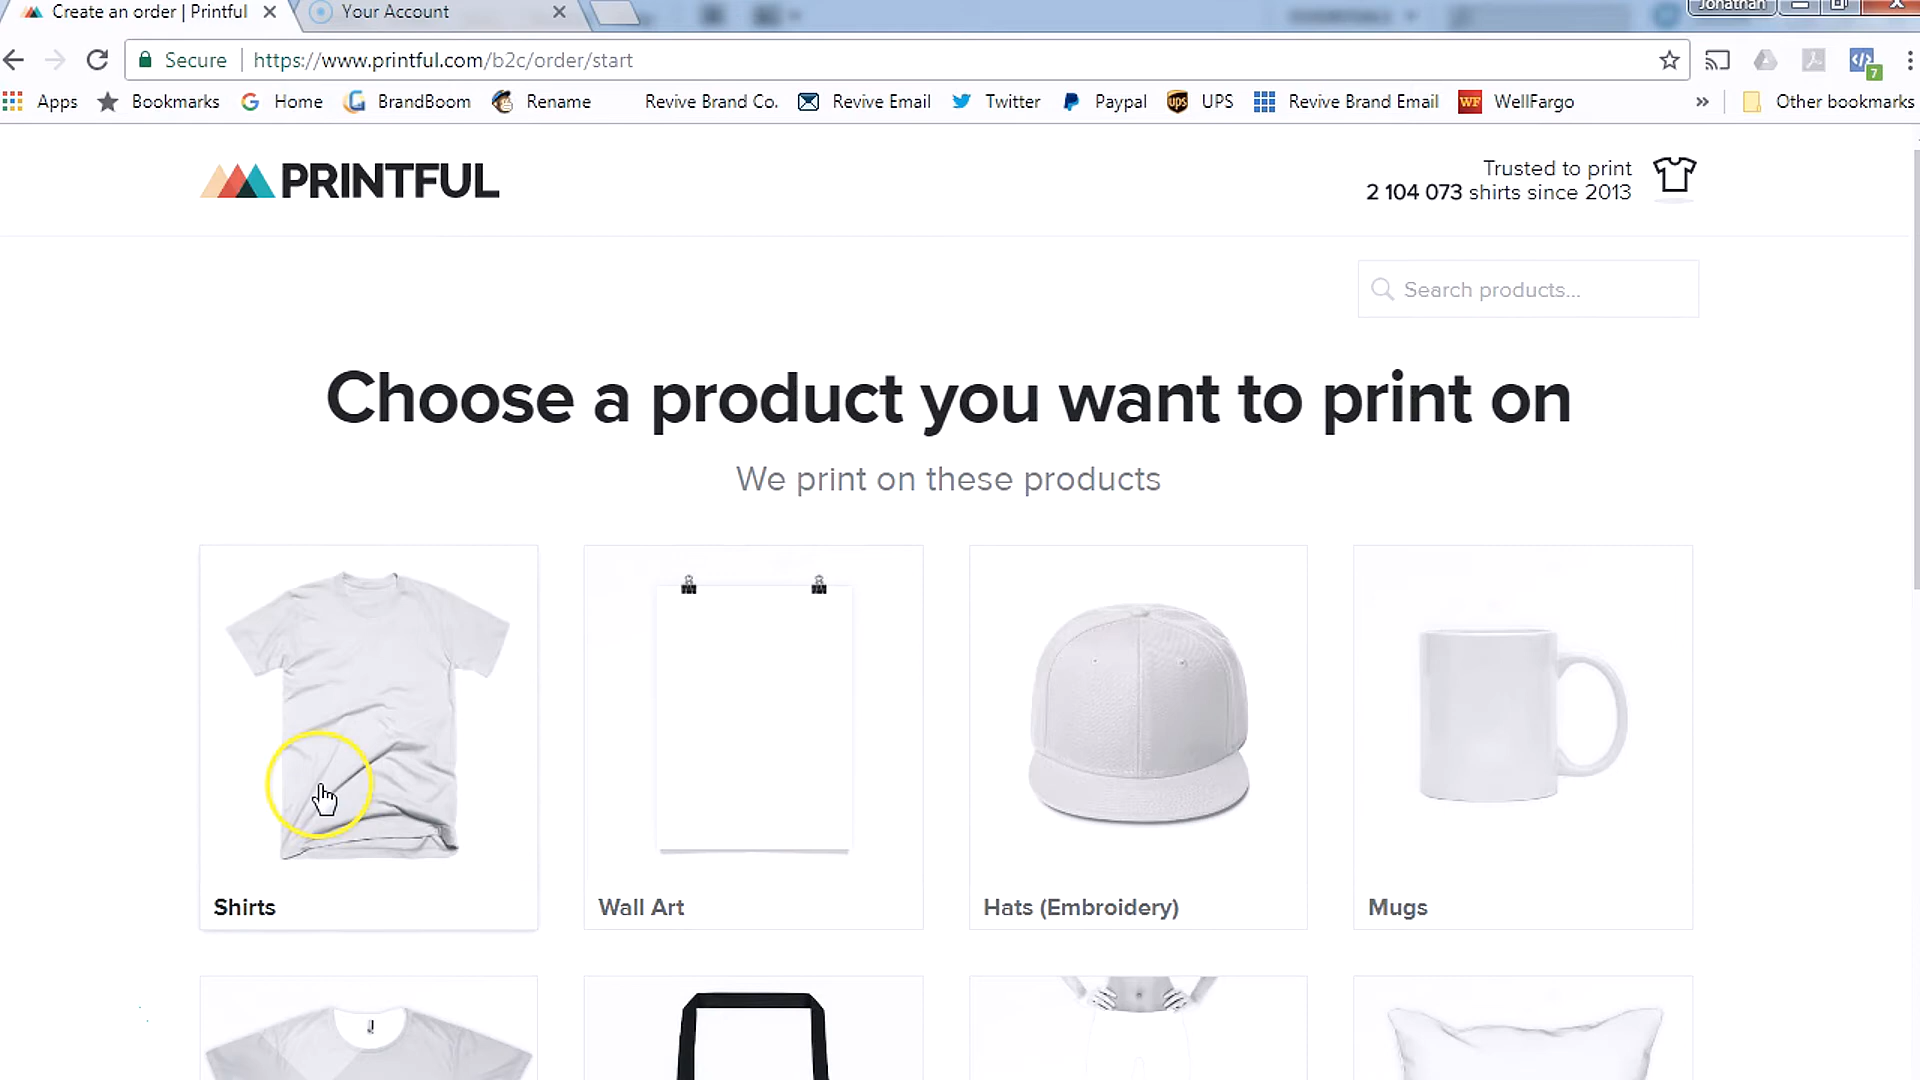 Create an order | Printful
Your Account
Jonathan
Secure
https://www.printful.com/b2c/order/start
7
Apps
Bookmarks
Home
BrandBoom
Rename
Revive Brand Co.
Revive Email
Twitter
Paypal
ups
UPS
Revive Brand Email
WF
WellFargo
»
Other bookmarks
PRINTFUL
Trusted to print
2 104 073 shirts since 2013
Search products...
Choose a product you want to print on
We print on these products
Shirts
Wall Art
Hats (Embroidery)
Mugs